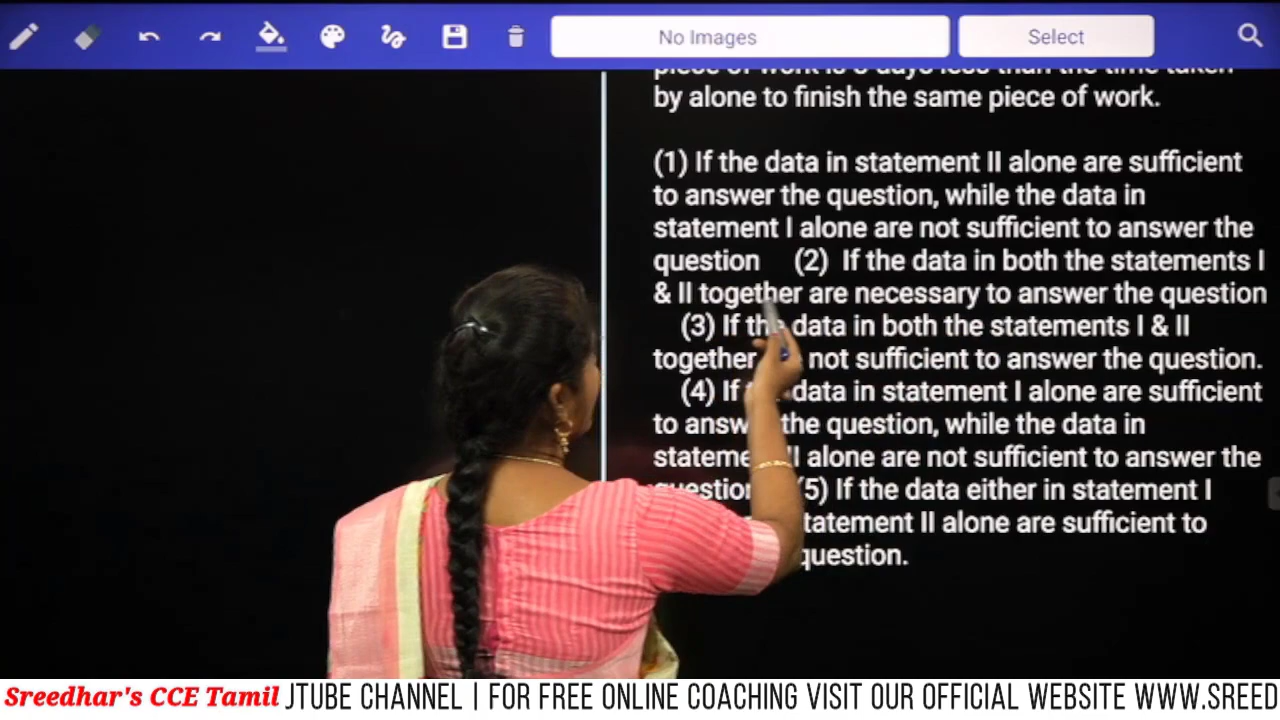 No Images
Select
by alone to finish the same piece of work.
(1) If the data in statement II alone are sufficient
to answer the question, while the data in
statement I alone are not sufficient to answer the
question (2) If the data in both the statements I
& II together are necessary to answer the question
(3) If the data in both the statements I & II
together not sufficient to answer the question.
(4) If data in statement I alone are sufficient
to the question, while the data in
alone are not sufficient to answer the
(5) If the data either in statement I
statement II alone are sufficient to
question.
Sreedhar's CCE Tamil JTUBE CHANNEL | FOR FREE ONLINE COACHING VISIT OUR OFFICIAL WEBSITE WWW.SREED